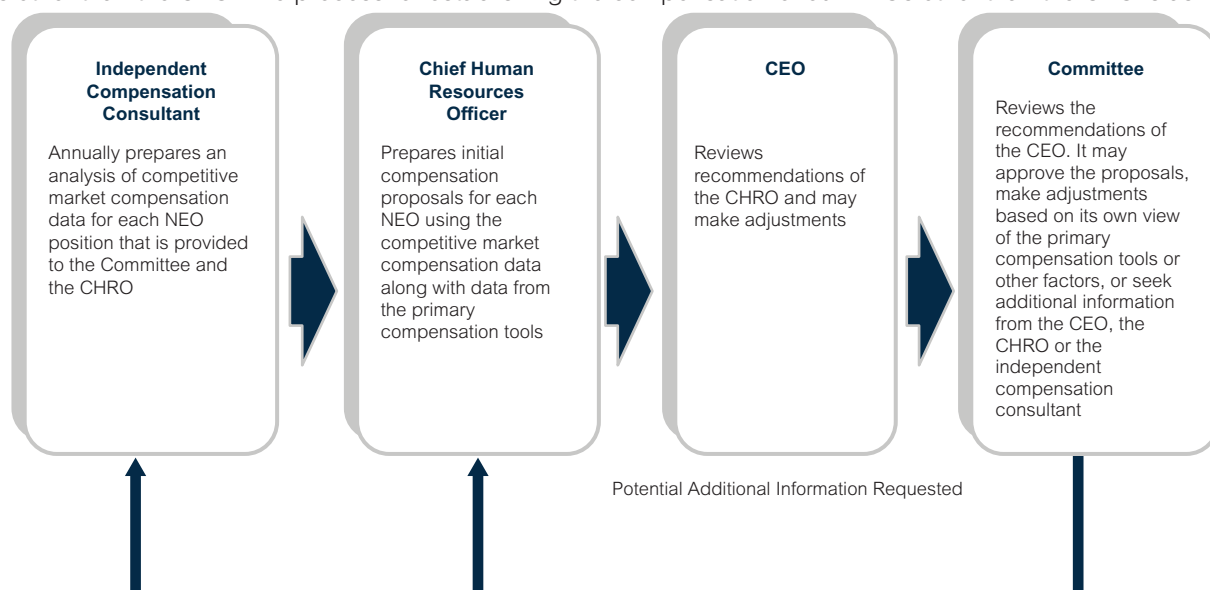 Independent
Compensation
Consultant
Annually prepares an
analysis of competitive
market compensation
data for each NEO
position that is provided
to the Committee and
the CHRO
Chief Human
Resources
Officer
Prepares initial
compensation
proposals for each
NEO using the
competitive market
compensation data
along with data from
the primary
compensation tools
CEO
Reviews
recommendations of
the CHRO and may
make adjustments
Committee
Reviews the
recommendations of
the CEO. It may
approve the proposals,
make adjustments
based on its own view
of the primary
compensation tools or
other factors, or seek
additional information
from the CEO, the
CHRO or the
independent
compensation
consultant
Potential Additional Information Requested